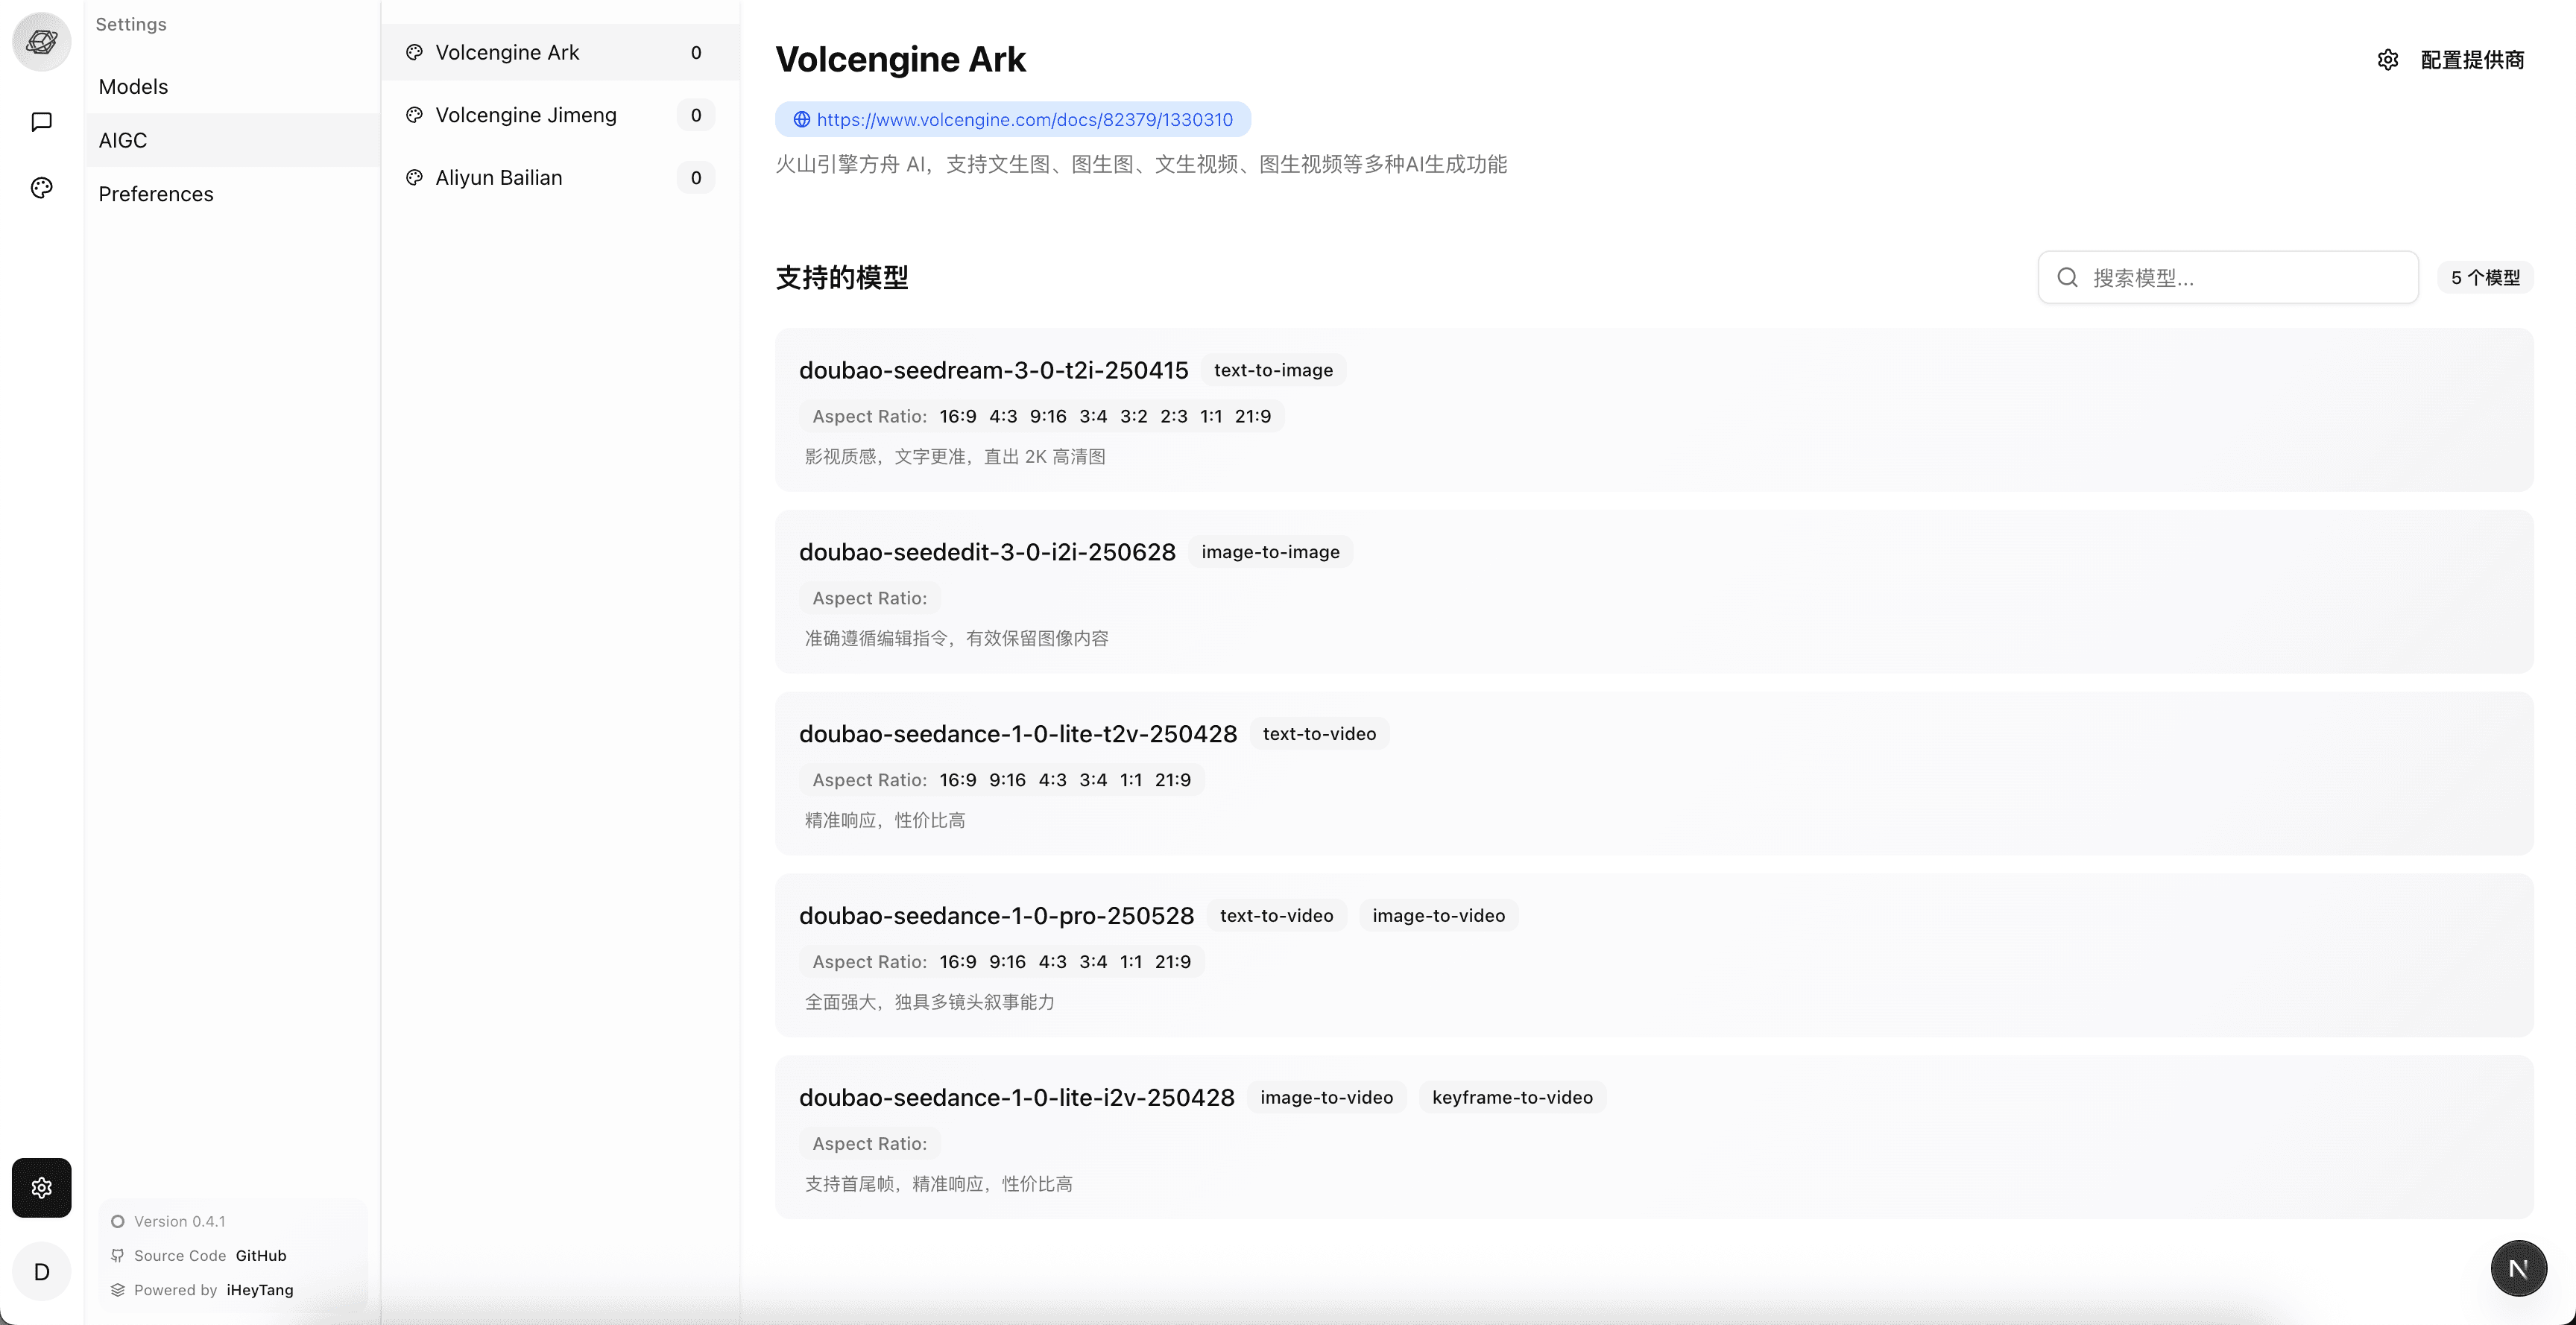 Settings
Models
AIGC
Preferences
Version 0.4.1
Source Code GitHub
Powered by iHeyTang
D
Volcengine Ark 0
Volcengine Jimeng 0
Aliyun Bailian 0
Volcengine Ark
配置提供商
https://www.volcengine.com/docs/82379/1330310
火山引擎方舟 AI，支持文生图、图生图、文生视频、图生视频等多种AI生成功能
支持的模型
搜索模型...
5 个模型
doubao-seedream-3-0-t2i-250415 text-to-image
Aspect Ratio: 16:9 4:3 9:16 3:4 3:2 2:3 1:1 21:9
影视质感，文字更准，直出 2K 高清图
doubao-seededit-3-0-i2i-250628 image-to-image
Aspect Ratio:
准确遵循编辑指令，有效保留图像内容
doubao-seedance-1-0-lite-t2v-250428 text-to-video
Aspect Ratio: 16:9 9:16 4:3 3:4 1:1 21:9
精准响应，性价比高
doubao-seedance-1-0-pro-250528 text-to-video image-to-video
Aspect Ratio: 16:9 9:16 4:3 3:4 1:1 21:9
全面强大，独具多镜头叙事能力
doubao-seedance-1-0-lite-i2v-250428 image-to-video keyframe-to-video
Aspect Ratio:
支持首尾帧，精准响应，性价比高
N